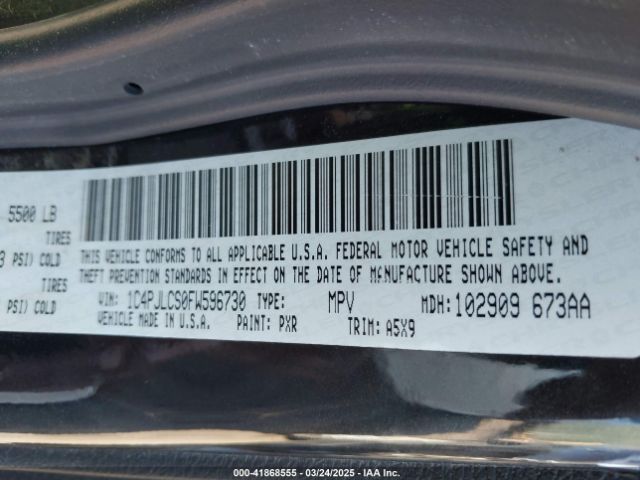 5500 LB
TIRES
3 PSI) COLD
TIRES
PSI) COLD
THIS VEHICLE CONFORMS TO ALL APPLICABLE U.S.A. FEDERAL MOTOR VEHICLE SAFETY AND
THEFT PREVENTION STANDARDS IN EFFECT ON THE DATE OF MANUFACTURE SHOWN ABOVE.
VIN: 1C4PJLCS0FW596730 TYPE: MPV MDH:102909 673AA
VEHICLE MADE IN U.S.A. PAINT: PXR TRIM: A5X9
000-41868555 - 03/24/2025 - IAA Inc.